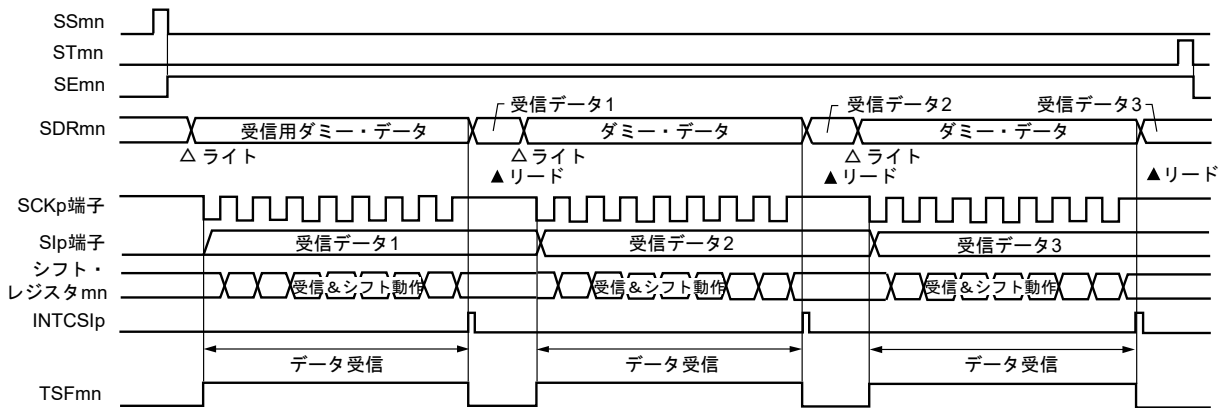 SSmn
STmn
SEmn
受信データ1
受信データ2
受信データ3
SDRmn
受信用ダミー・データ
ダミー・データ
ダミー・データ
△ ライト
△ ライト
△ ライト
▲リード
▲リード
▲リード
SCKp端子
SIp端子
受信データ1
受信データ2
受信データ3
シフト・
レジスタmn
受信&シフト動作
受信&シフト動作
受信&シフト動作
INTCSIp
データ受信
データ受信
データ受信
TSFmn